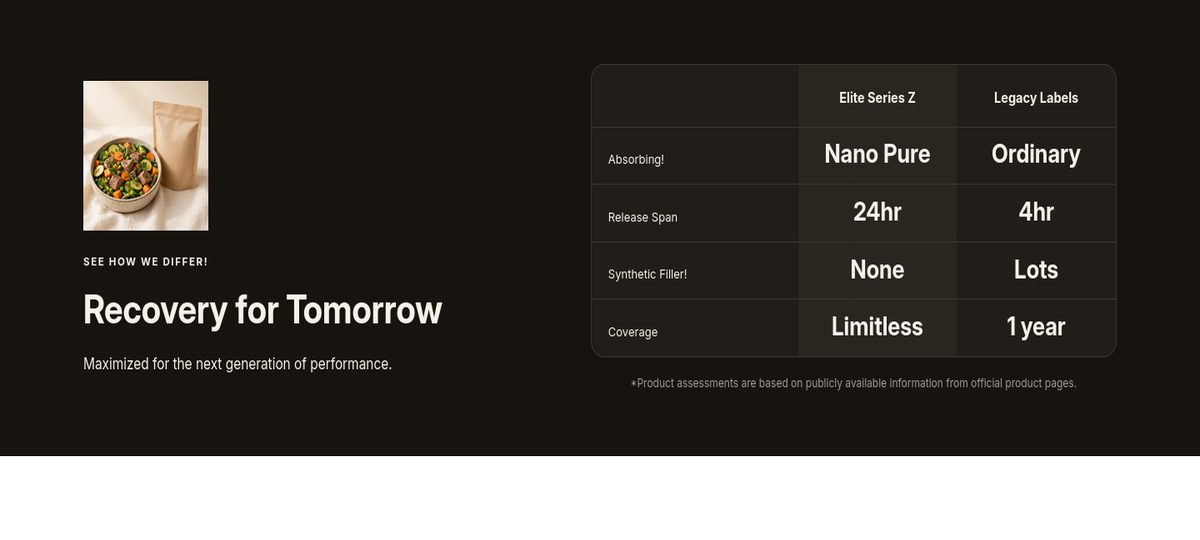 SEE HOW WE DIFFER!
Recovery for Tomorrow
Maximized for the next generation of performance.
Elite Series Z Legacy Labels
Absorbing! Nano Pure Ordinary
Release Span 24hr 4hr
Synthetic Filler! None Lots
Coverage Limitless 1 year
*Product assessments are based on publicly available information from official product pages.